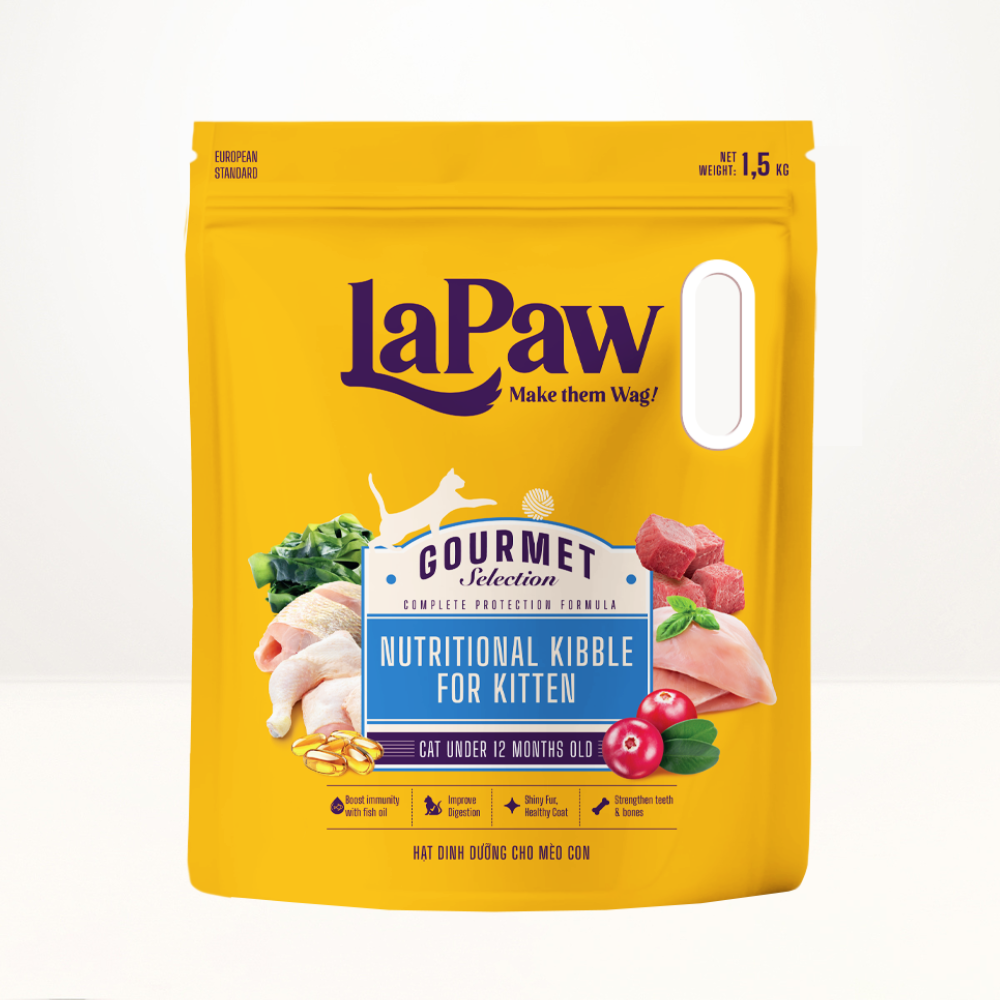 EUROPEAN
STANDARD
NET
WEIGHT: 1,5 KG
LaPaw
Make them Wag!
GOURMET
Selection
COMPLETE PROTECTION FORMULA
NUTRITIONAL KIBBLE
FOR KITTEN
CAT UNDER 12 MONTHS OLD
Boost immunity
with fish oil
Improve
Digestion
Shiny Fur,
Healthy Coat
Strengthen teeth
& bones
HẠT DINH DƯỠNG CHO MÈO CON